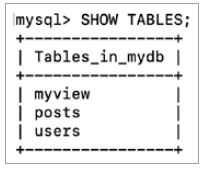 mysql> SHOW TABLES;
+----------------+
| Tables_in_mydb |
+----------------+
| myview         |
| posts          |
| users          |
+----------------+